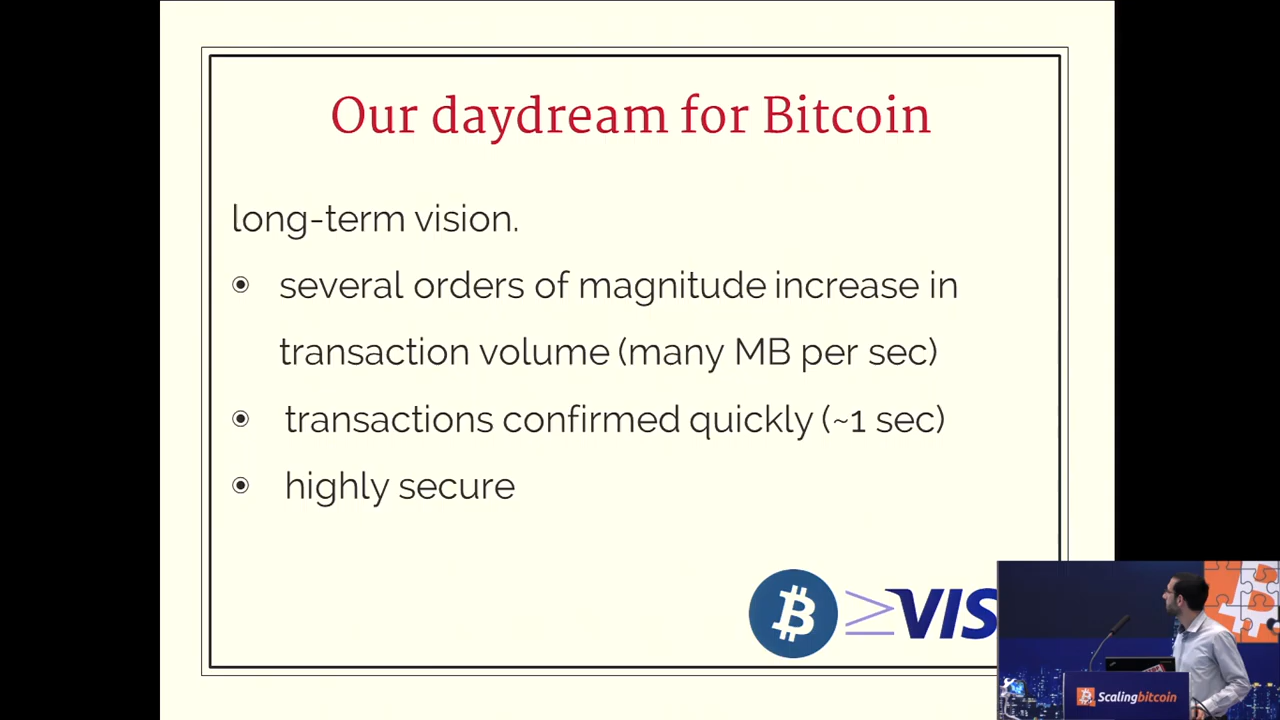 Our daydream for Bitcoin
long-term vision.
several orders of magnitude increase in
transaction volume (many MB per sec)
transactions confirmed quickly (~1 sec)
highly secure
≥ VIS
Scalingbitcoin